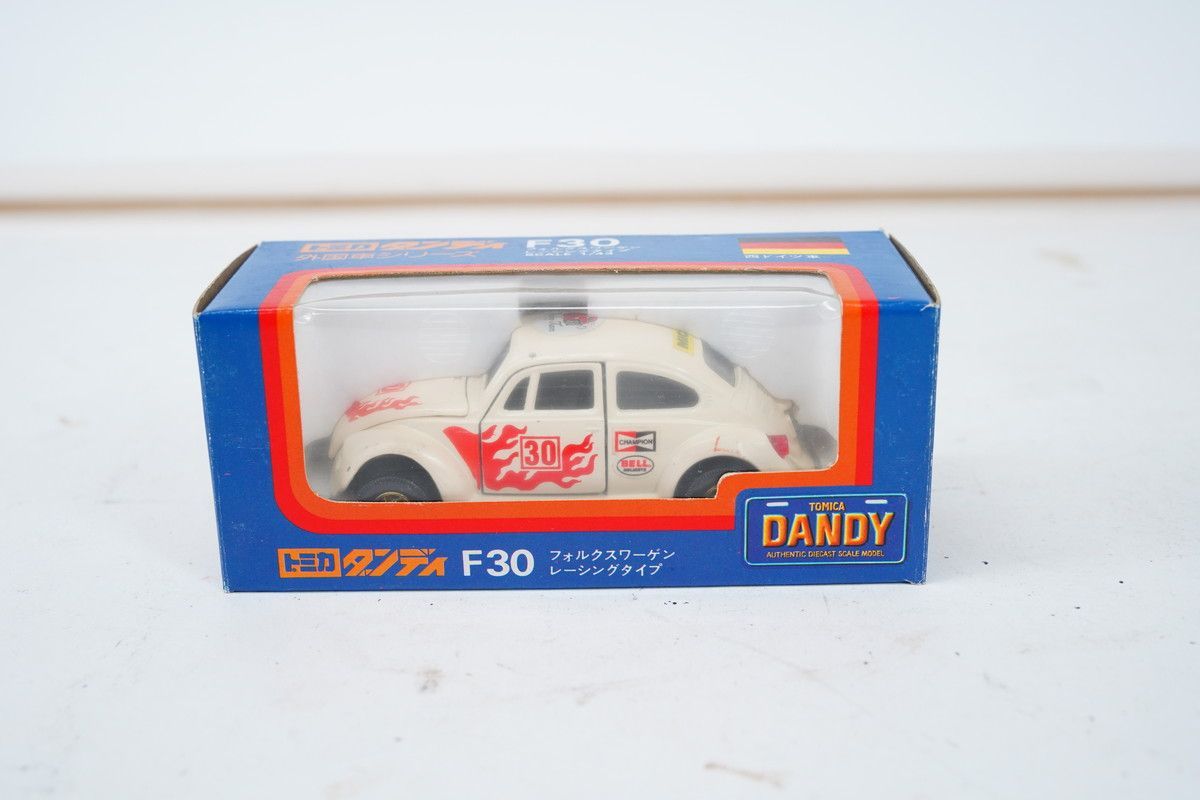 トミカ ダンディ F30
外国車シリーズ
SCALE 1/43
西ドイツ車
30
CHAMPION
BELL
HELMETS
TOMICA
DANDY
AUTHENTIC DIECAST SCALE MODEL
トミカ ダンディ F30 フォルクスワーゲン
レーシングタイプ